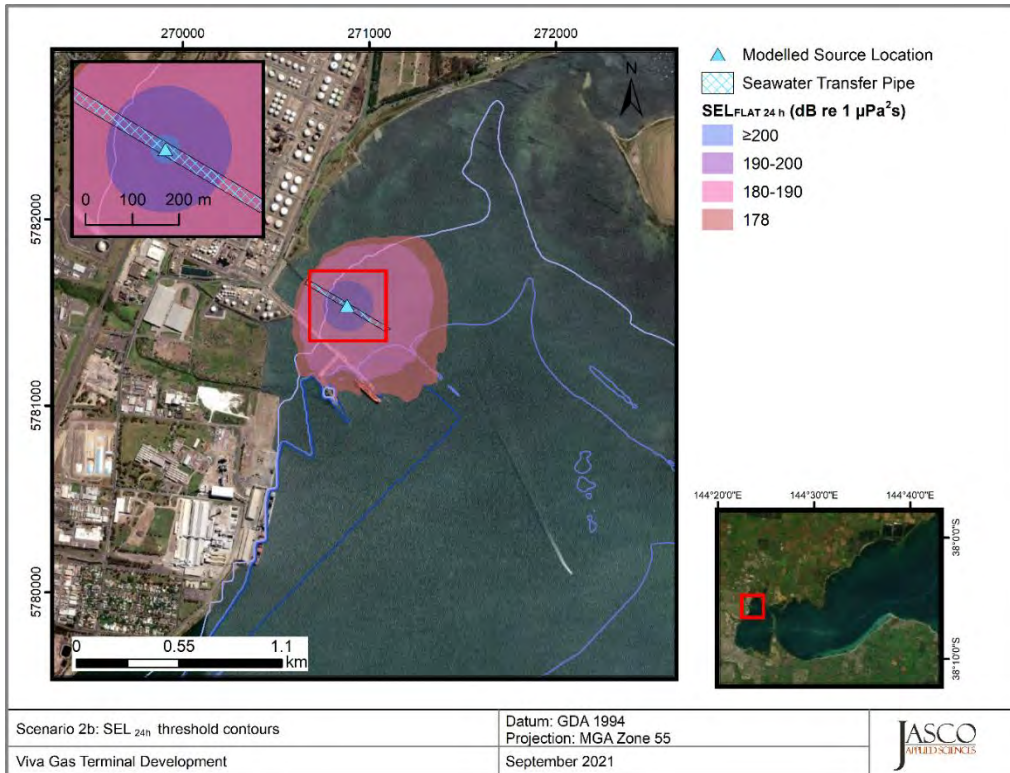 270000
271000
272000
5782000
5781000
5780000
0 100 200 m
N
0 0.55 1.1
km
Modelled Source Location
Seawater Transfer Pipe
SELFLAT 24 h (dB re 1 µPa²s)
≥200
190-200
180-190
178
144°20'0"E 144°30'0"E 144°40'0"E
38°0'0"S
38°10'0"S
Scenario 2b: SEL 24h threshold contours
Datum: GDA 1994
Projection: MGA Zone 55
Viva Gas Terminal Development
September 2021
JASCO
APPLIED SCIENCES